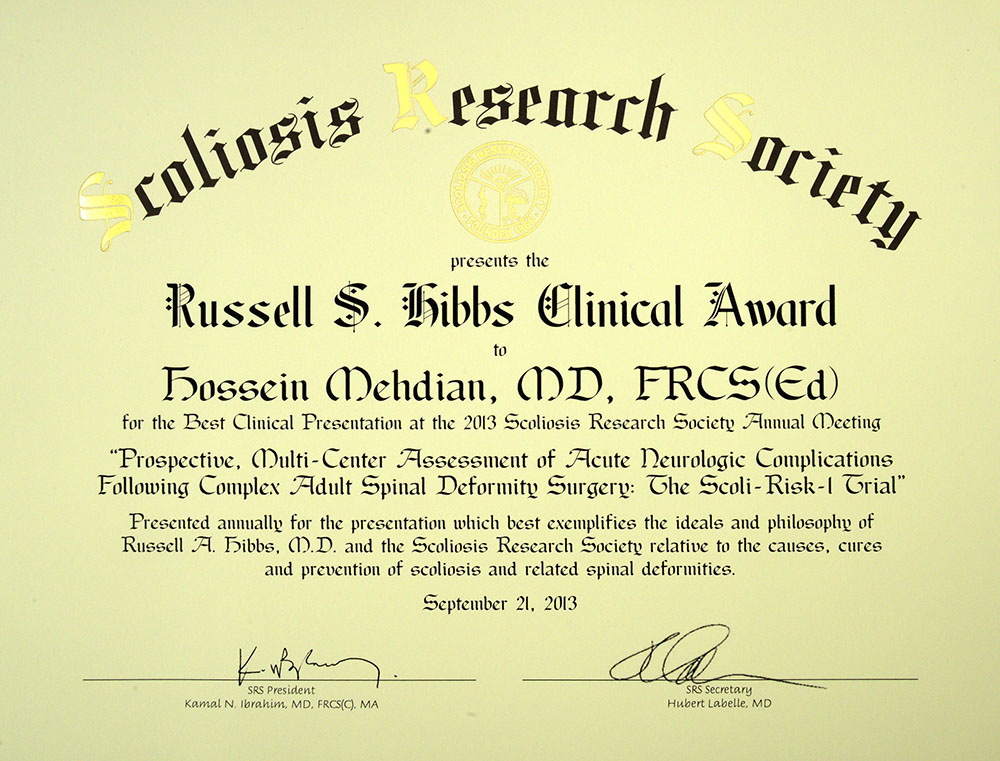 Scoliosis Research Society
SCOLIOSIS RESEARCH SOCIETY
presents the
Russell S. Hibbs Clinical Award
to
Hossein Mehdian, MD, FRCS(Ed)
for the Best Clinical Presentation at the 2013 Scoliosis Research Society Annual Meeting
“Prospective, Multi-Center Assessment of Acute Neurologic Complications
Following Complex Adult Spinal Deformity Surgery: The Scoli-Risk-1 Trial”
Presented annually for the presentation which best exemplifies the ideals and philosophy of
Russell A. Hibbs, M.D. and the Scoliosis Research Society relative to the causes, cures
and prevention of scoliosis and related spinal deformities.
September 21, 2013
SRS President
Kamal N. Ibrahim, MD, FRCS(C), MA
SRS Secretary
Hubert Labelle, MD